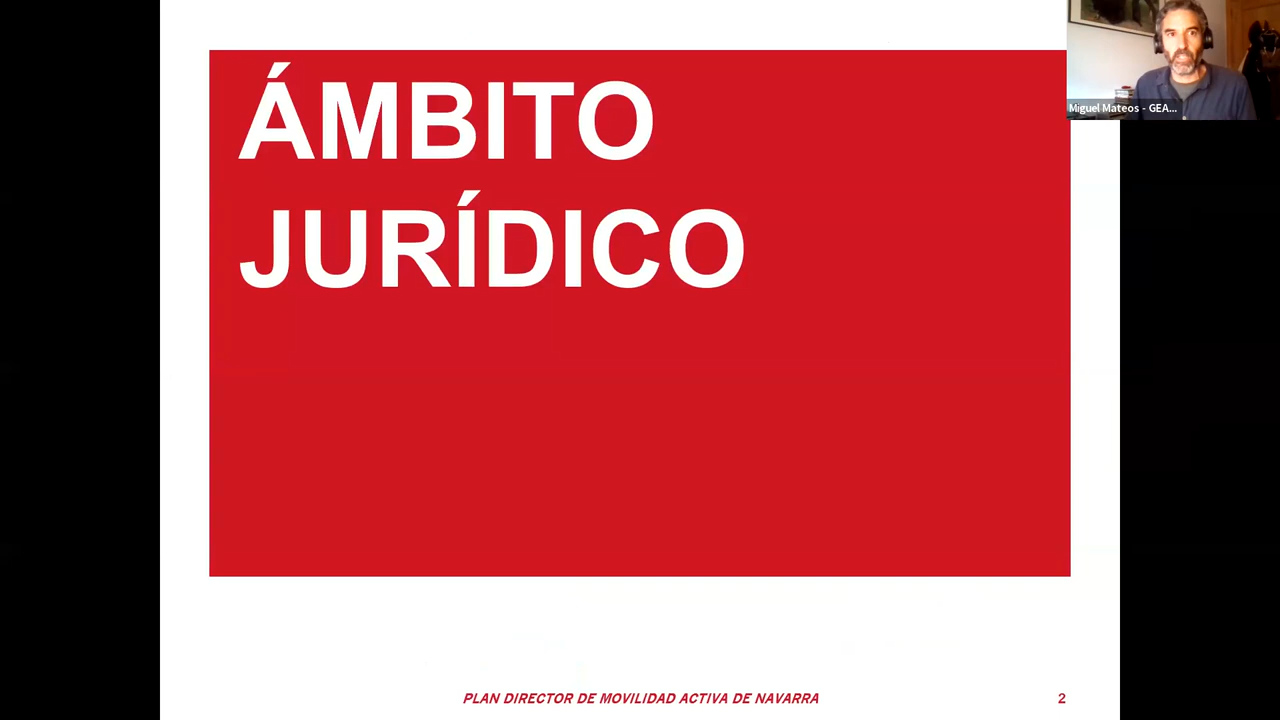 ÁMBITO
JURÍDICO
Miguel Mateos - GEA...
PLAN DIRECTOR DE MOVILIDAD ACTIVA DE NAVARRA
2